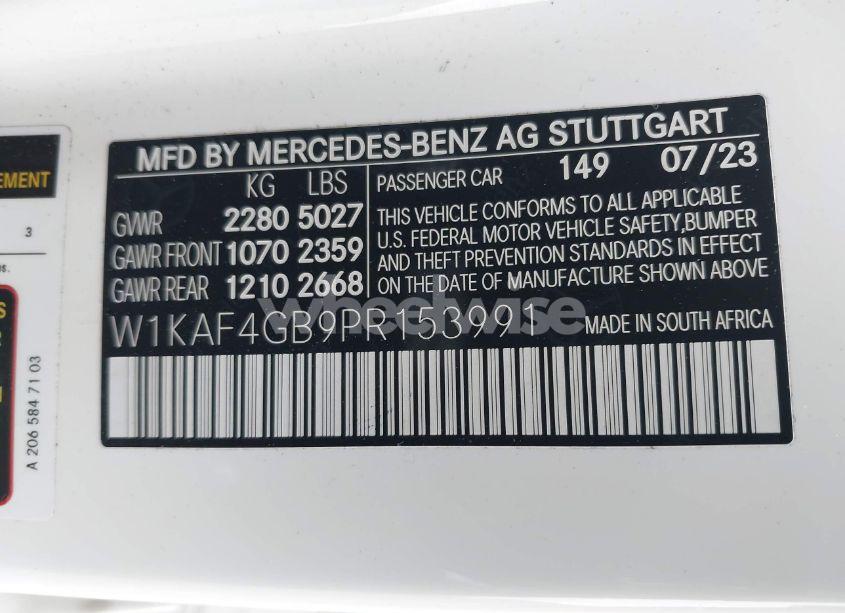 MFD BY MERCEDES-BENZ AG STUTTGART
KG LBS
GVWR 2280 5027
GAWR FRONT 1070 2359
GAWR REAR 1210 2668
PASSENGER CAR 149 07/23
THIS VEHICLE CONFORMS TO ALL APPLICABLE
U.S. FEDERAL MOTOR VEHICLE SAFETY,BUMPER
AND THEFT PREVENTION STANDARDS IN EFFECT
ON THE DATE OF MANUFACTURE SHOWN ABOVE
W1KAF4GB9PR153991
MADE IN SOUTH AFRICA
wheelwise
3
A 206 584 71 03